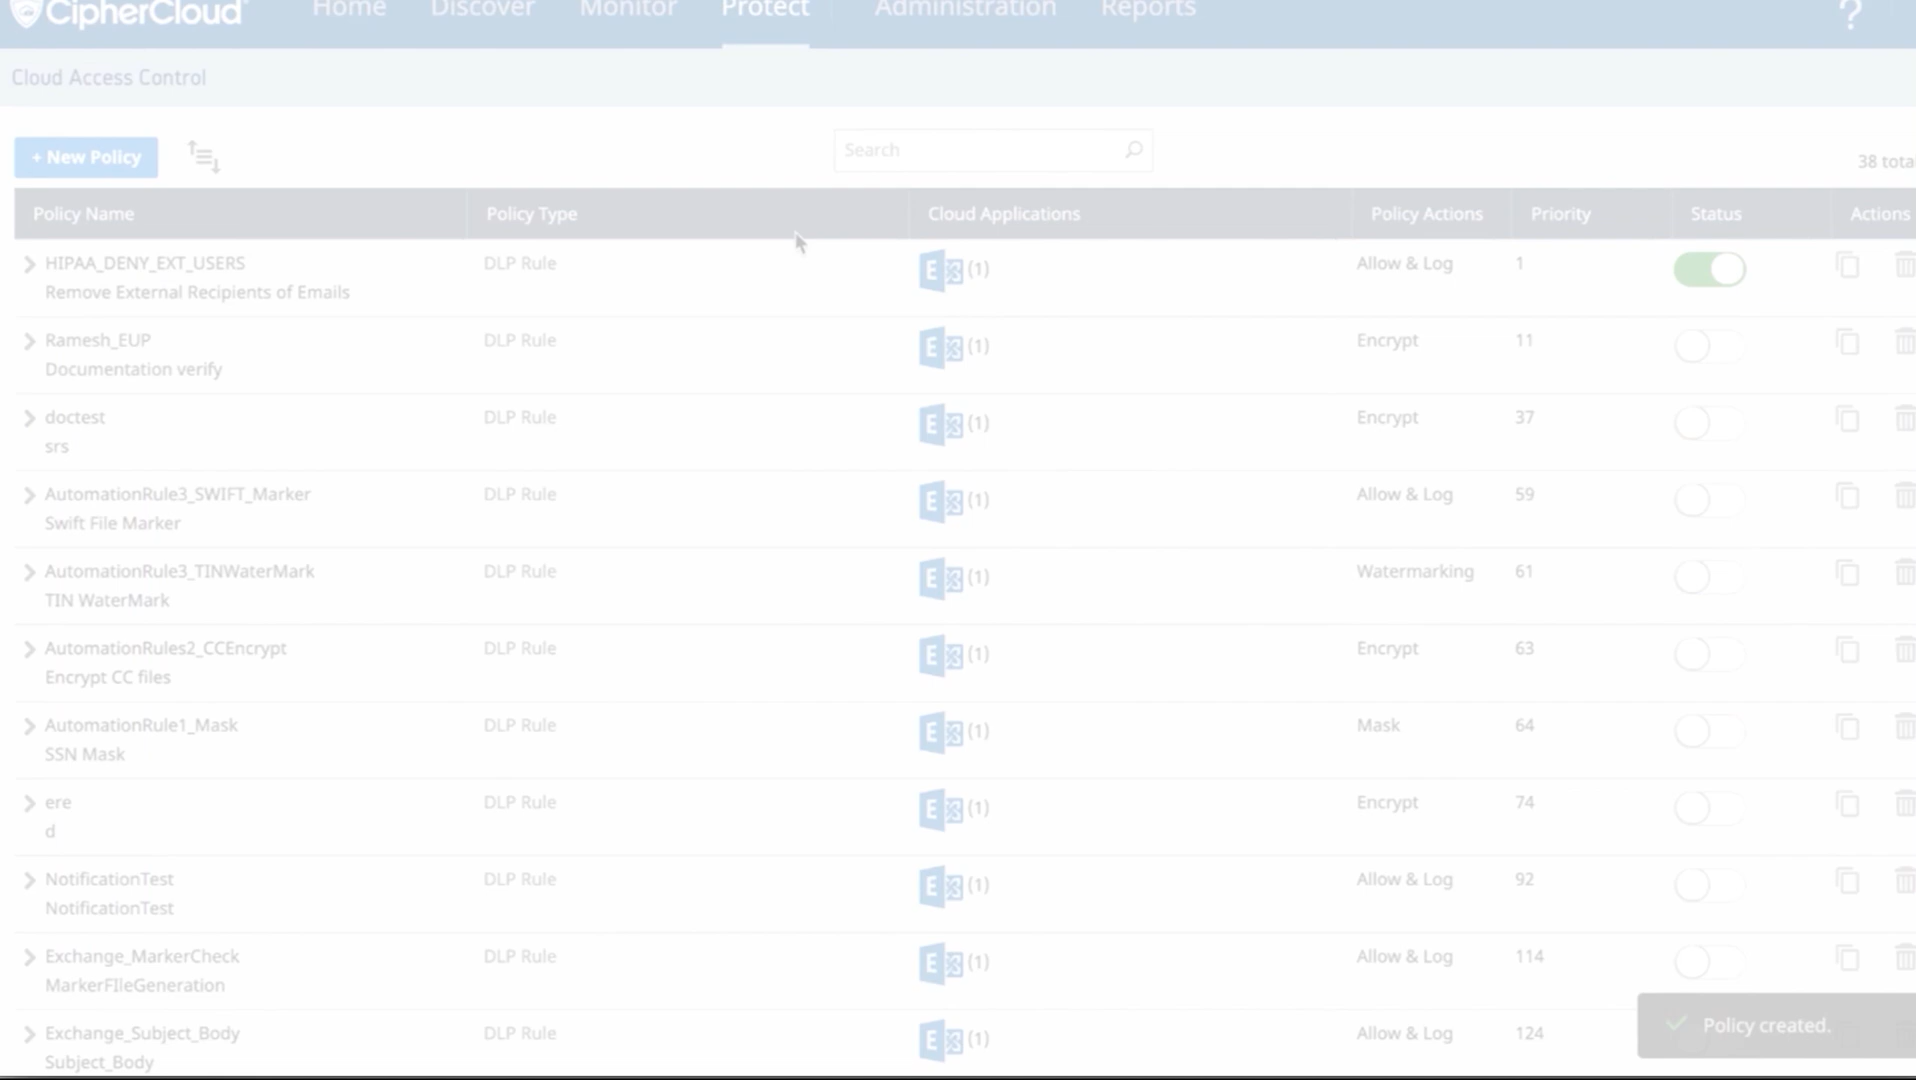 CipherCloud Home Discover Monitor Protect Administration Reports ?
Cloud Access Control
+ New Policy Search 38 tota
Policy Name Policy Type Cloud Applications Policy Actions Priority Status Actions
HIPAA_DENY_EXT_USERS DLP Rule E (1) Allow & Log 1
Remove External Recipients of Emails
Ramesh_EUP DLP Rule E (1) Encrypt 11
Documentation verify
doctest DLP Rule E (1) Encrypt 37
srs
AutomationRule3_SWIFT_Marker DLP Rule E (1) Allow & Log 59
Swift File Marker
AutomationRule3_TINWaterMark DLP Rule E (1) Watermarking 61
TIN WaterMark
AutomationRules2_CCEncrypt DLP Rule E (1) Encrypt 63
Encrypt CC files
AutomationRule1_Mask DLP Rule E (1) Mask 64
SSN Mask
ere DLP Rule E (1) Encrypt 74
d
NotificationTest DLP Rule E (1) Allow & Log 92
NotificationTest
Exchange_MarkerCheck DLP Rule E (1) Allow & Log 114
MarkerFIleGeneration
Exchange_Subject_Body DLP Rule E (1) Allow & Log 124
Subject_Body
Policy created.